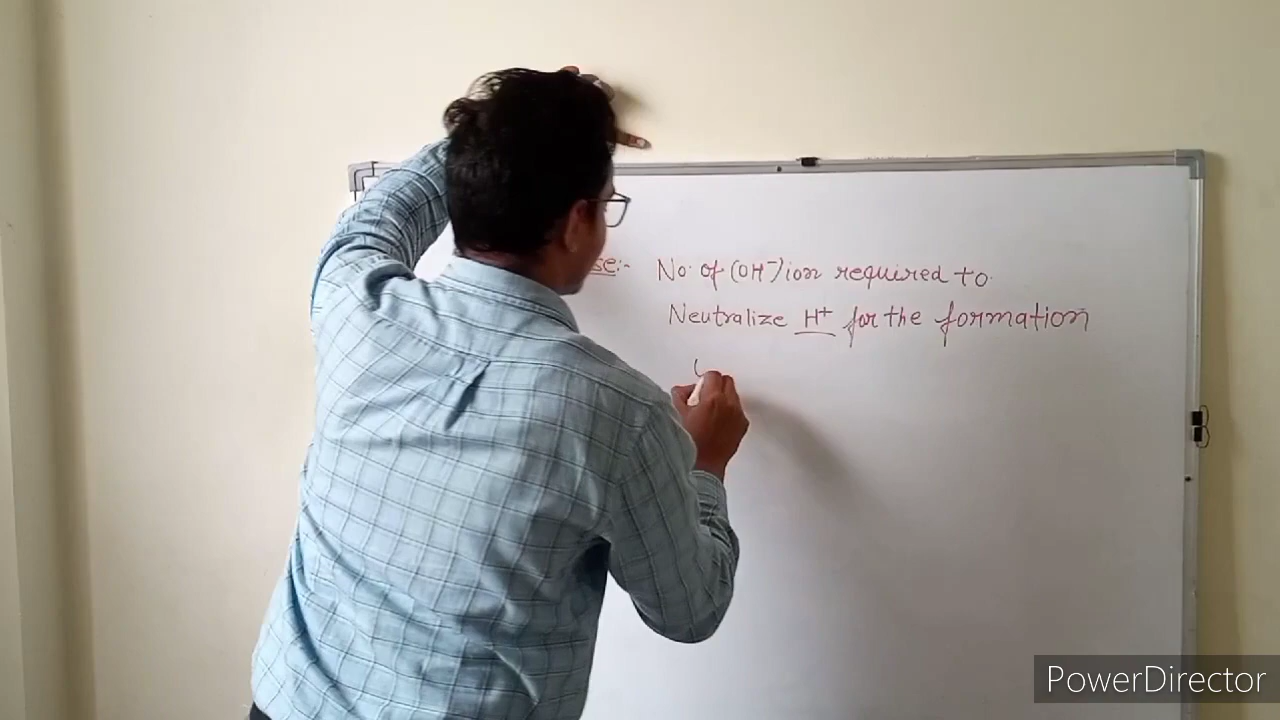 se:- No. of (OH⁻) ion required to
Neutralize H⁺ for the formation
PowerDirector